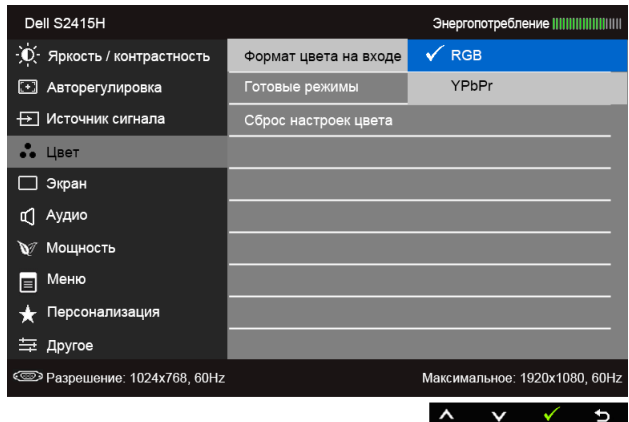 Dell S2415H
Энергопотребление
Яркость / контрастность
Формат цвета на входе
RGB
Авторегулировка
Готовые режимы
YPbPr
Источник сигнала
Сброс настроек цвета
Цвет
Экран
Аудио
Мощность
Меню
Персонализация
Другое
Разрешение: 1024x768, 60Hz
Максимальное: 1920x1080, 60Hz